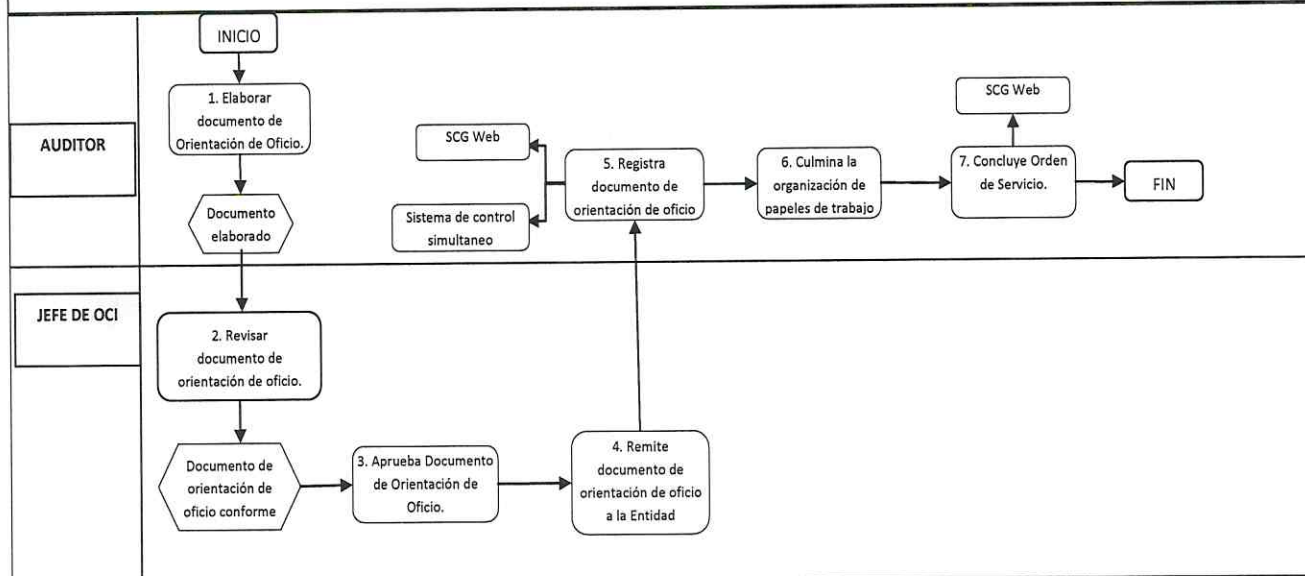 INICIO
1. Elaborar
documento de
Orientación de Oficio.
AUDITOR
Documento
elaborado
SCG Web
Sistema de control
simultaneo
5. Registra
documento de
orientación de oficio
6. Culmina la
organización de
papeles de trabajo
SCG Web
7. Concluye Orden
de Servicio.
FIN
JEFE DE OCI
2. Revisar
documento de
orientación de oficio.
Documento de
orientación de
oficio conforme
3. Aprueba Documento
de Orientación de
Oficio.
4. Remite
documento de
orientación de oficio
a la Entidad